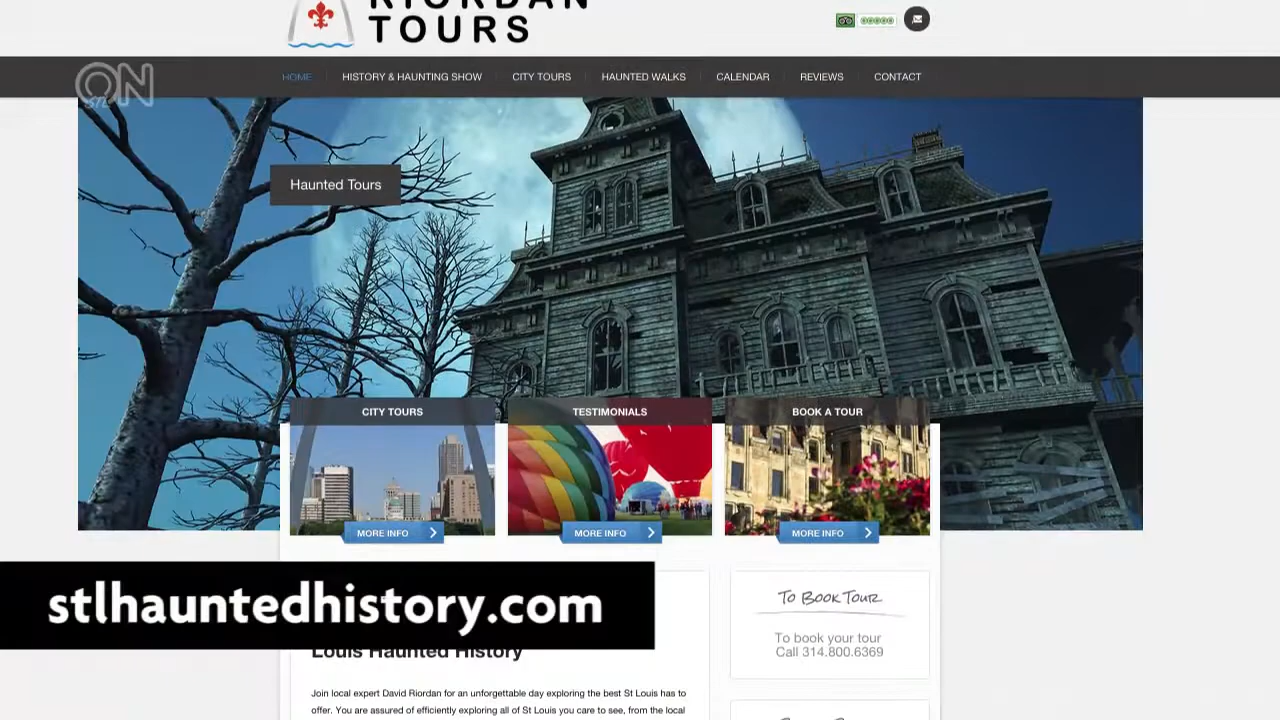 RIORDAN
TOURS
ON
HOME
HISTORY & HAUNTING SHOW
CITY TOURS
HAUNTED WALKS
CALENDAR
REVIEWS
CONTACT
Haunted Tours
CITY TOURS
TESTIMONIALS
BOOK A TOUR
MORE INFO
MORE INFO
MORE INFO
stlhauntedhistory.com
TO BOOK TOUR
To book your tour
Call 314.800.6369
Louis Haunted History
Join local expert David Riordan for an unforgettable day exploring the best St Louis has to
offer. You are assured of efficiently exploring all of St Louis you care to see, from the local